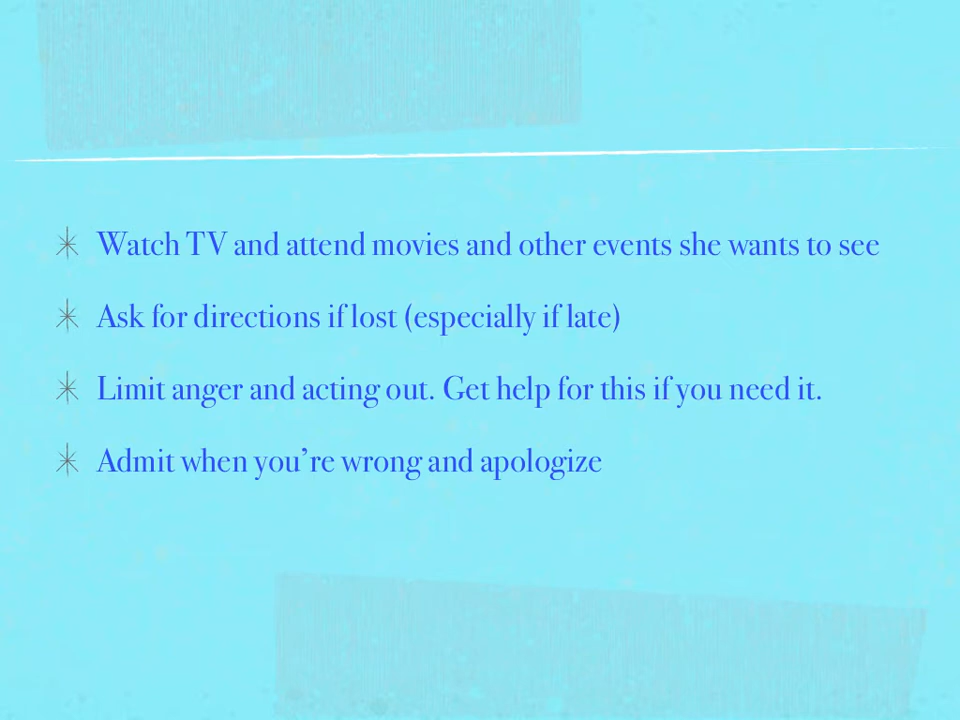 Watch TV and attend movies and other events she wants to see
Ask for directions if lost (especially if late)
Limit anger and acting out. Get help for this if you need it.
Admit when you’re wrong and apologize